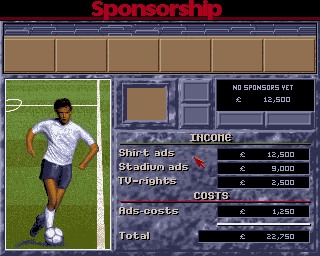 Sponsorship
NO SPONSORS YET
£ 12,500
INCOME
Shirt ads £ 12,500
Stadium ads £ 9,000
TV-rights £ 2,500
COSTS
Ads-costs £ 1,250
Total £ 22,750